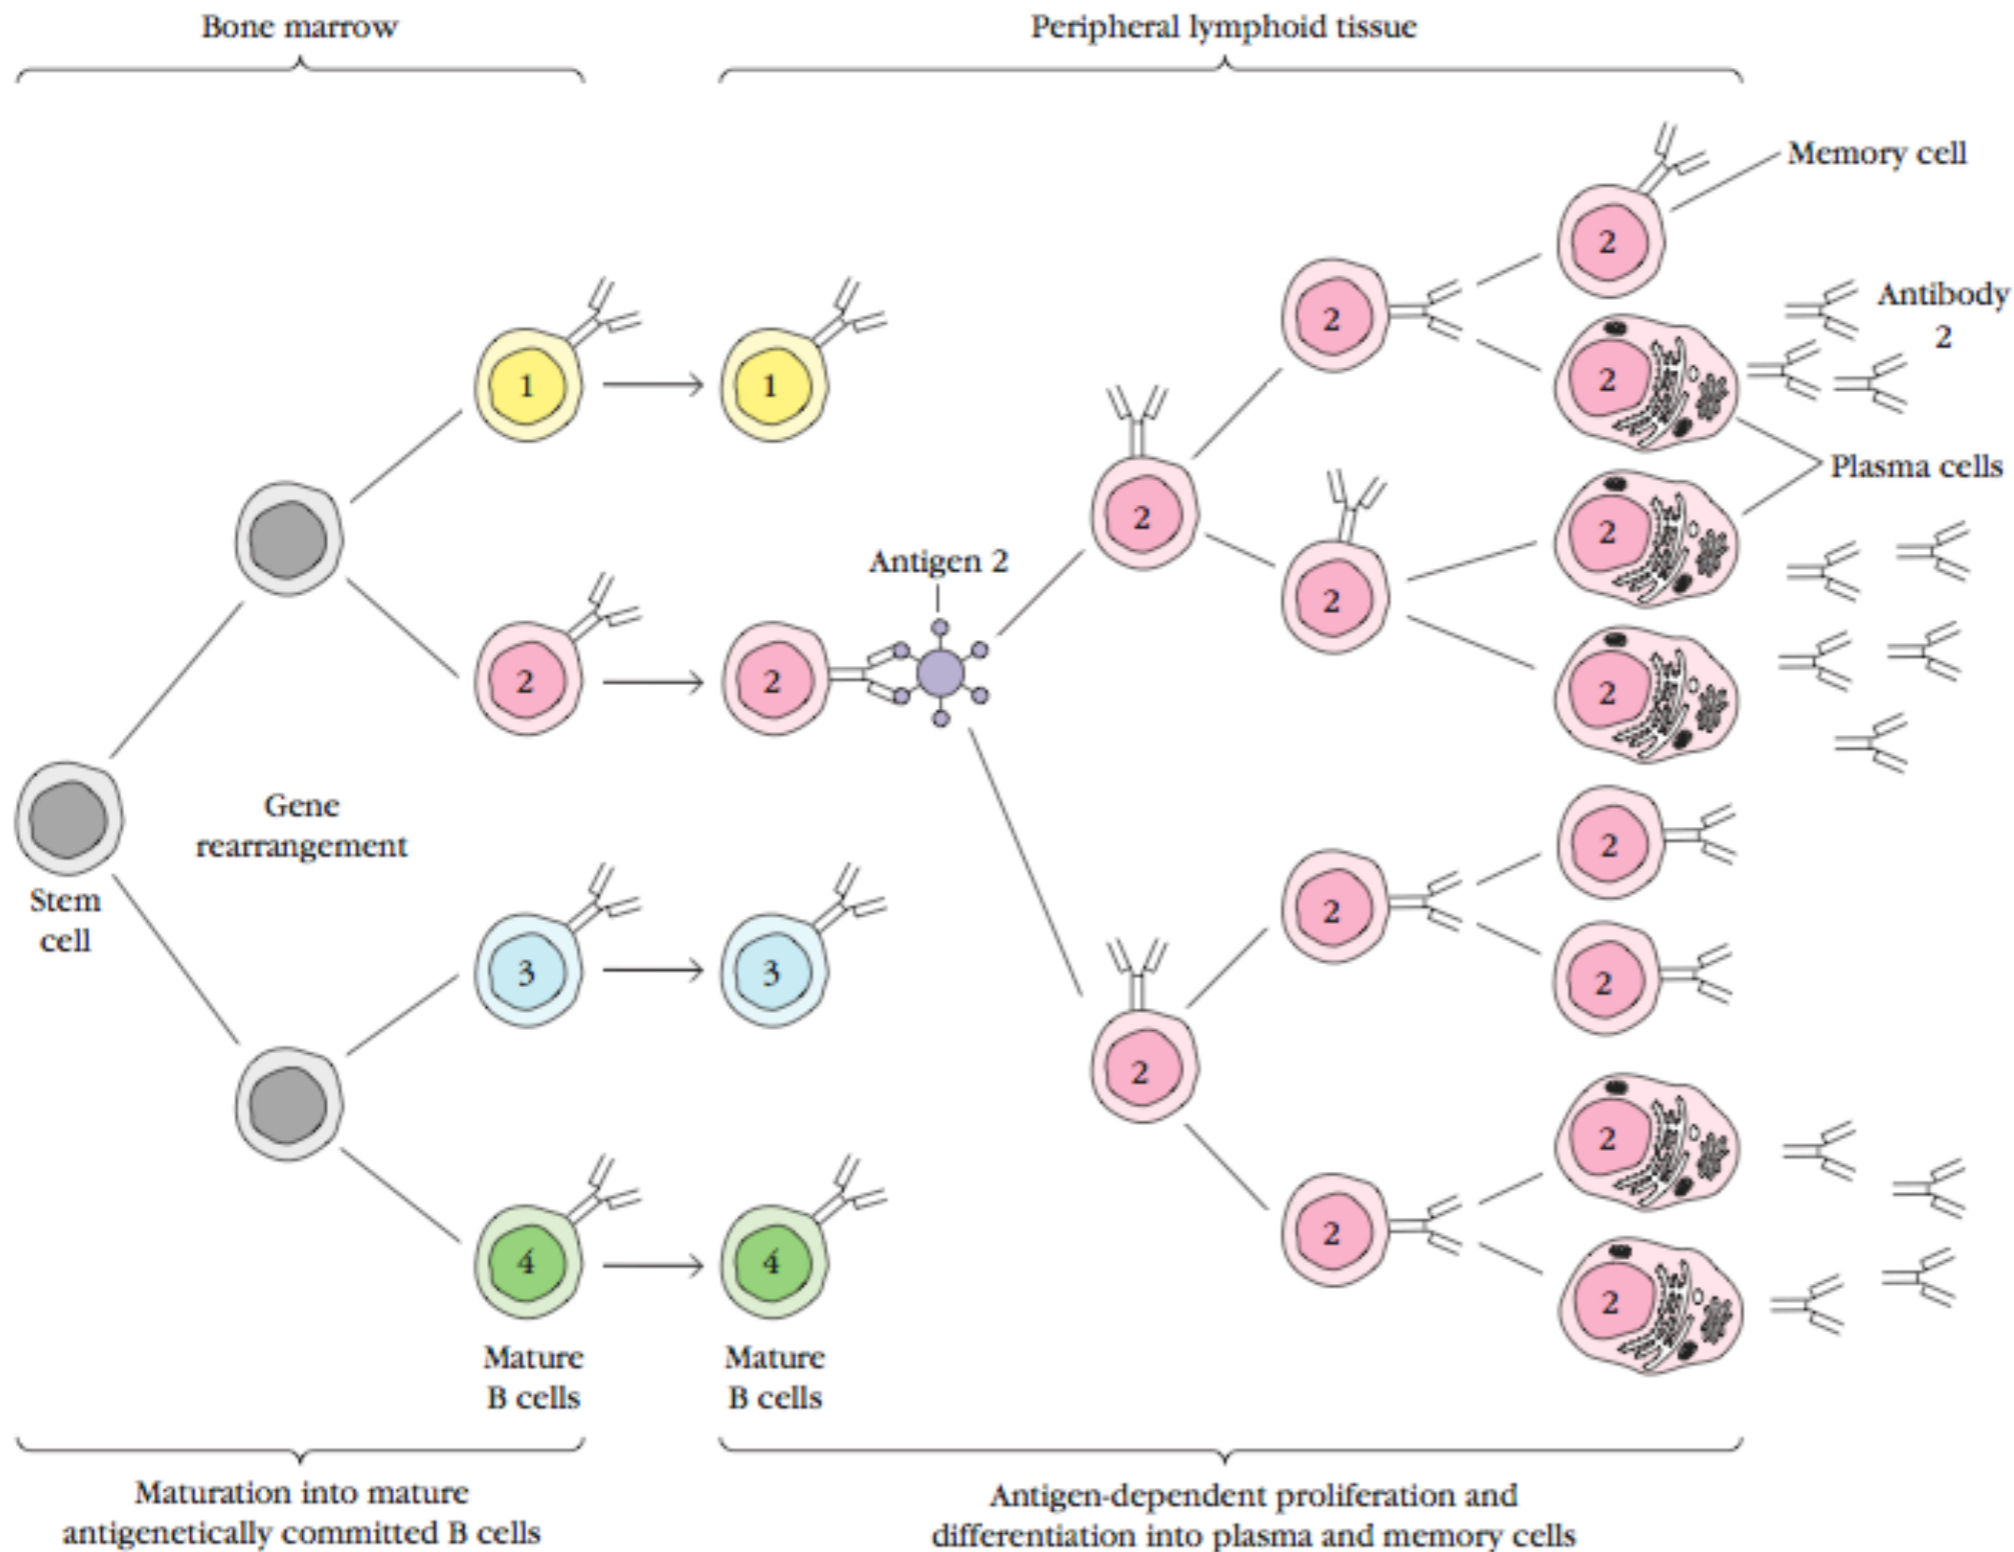 Bone marrow
Peripheral lymphoid tissue
Memory cell
2
Antibody
2
1
1
2
2
Plasma cells
2
2
Antigen 2
2
2
2
2
2
Gene
rearrangement
Stem
cell
2
2
3
3
2
2
2
4
4
2
2
Mature
B cells
Mature
B cells
Maturation into mature
antigenetically committed B cells
Antigen-dependent proliferation and
differentiation into plasma and memory cells